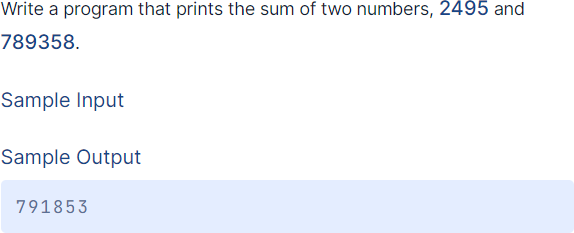 Write a program that prints the sum of two numbers, 2495 and
789358.
Sample Input
Sample Output
791853